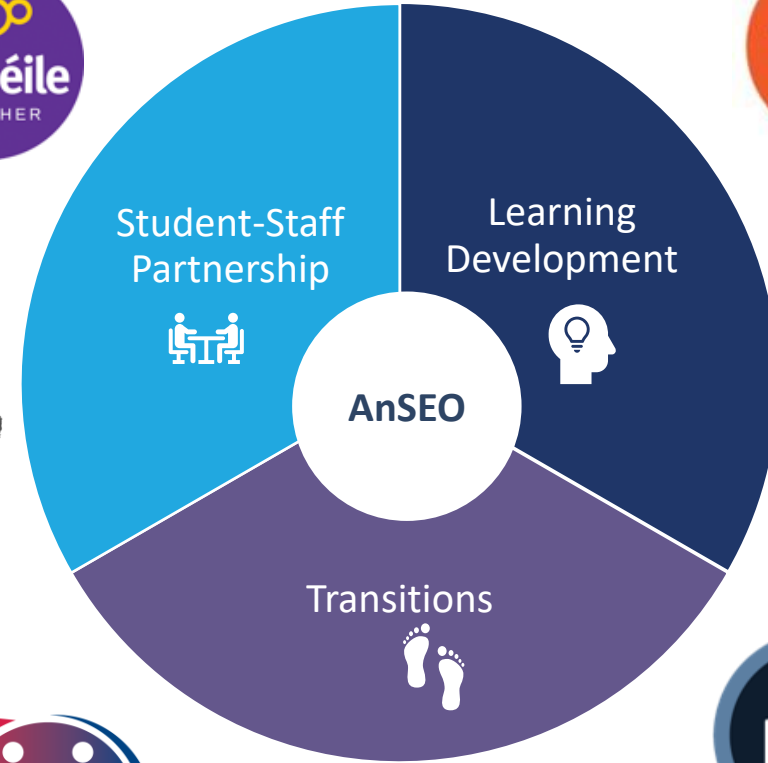 éile
HER
Student-Staff
Partnership
Learning
Development
AnSEO
Transitions